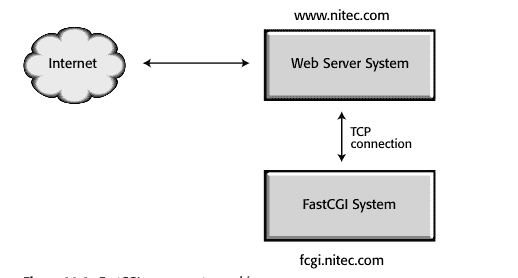 www.nitec.com
Internet
Web Server System
TCP
connection
FastCGI System
fcgi.nitec.com